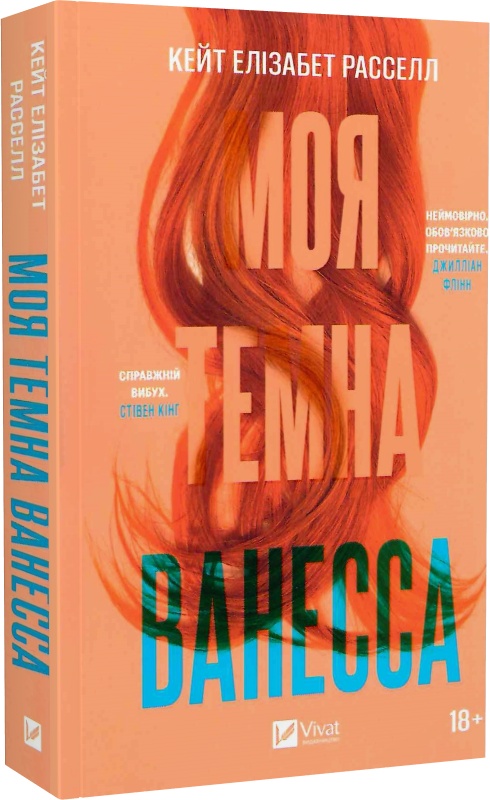 КЕЙТ ЕЛІЗАБЕТ
РАССЕЛЛ
МОЯ ТЕМНА ВАНЕССА
КЕЙТ ЕЛІЗАБЕТ РАССЕЛЛ
МОЯ
НЕЙМОВІРНО.
ОБОВ'ЯЗКОВО
ПРОЧИТАЙТЕ.
ДЖИЛЛІАН
ФЛІНН
ТЕМНА
СПРАВЖНІЙ
ВИБУХ.
СТІВЕН КІНГ
ВАНЕССА
Vivat
ВИДАВНИЦТВО
18+